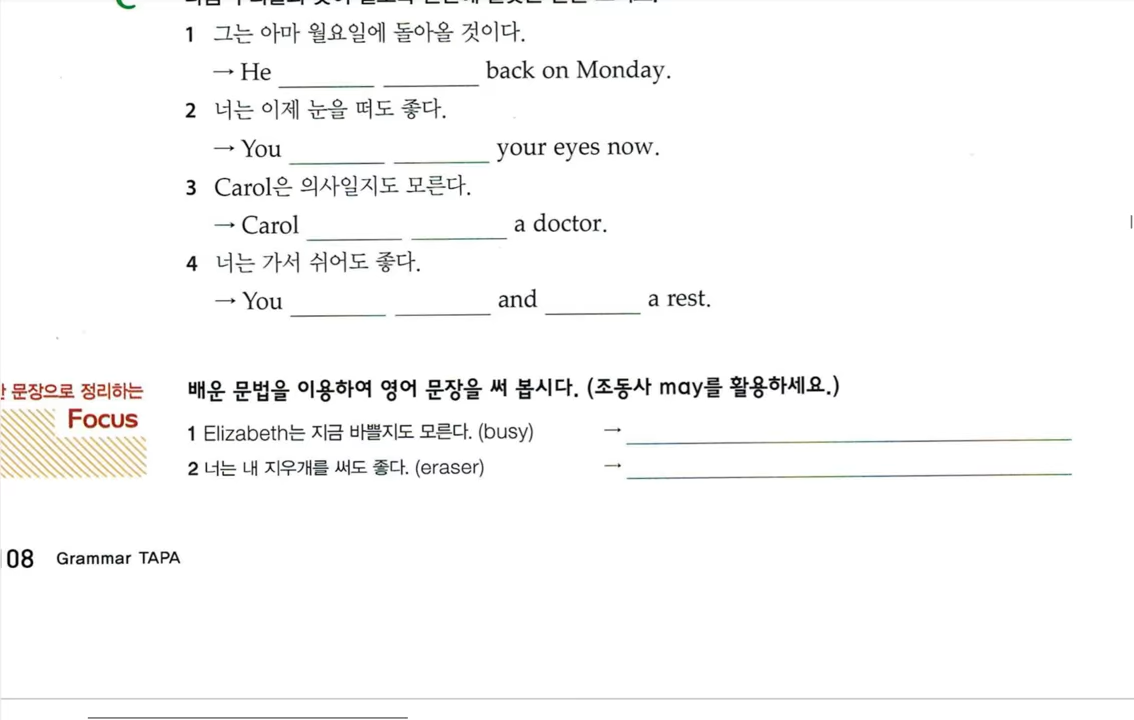 1 그는 아마 월요일에 돌아올 것이다.
→ He ________ ________ back on Monday.
2 너는 이제 눈을 떠도 좋다.
→ You ________ ________ your eyes now.
3 Carol은 의사일지도 모른다.
→ Carol ________ ________ a doctor.
4 너는 가서 쉬어도 좋다.
→ You ________ ________ and ________ a rest.
문장으로 정리하는
Focus
배운 문법을 이용하여 영어 문장을 써 봅시다. (조동사 may를 활용하세요.)
1 Elizabeth는 지금 바쁠지도 모른다. (busy) →
2 너는 내 지우개를 써도 좋다. (eraser) →
08 Grammar TAPA